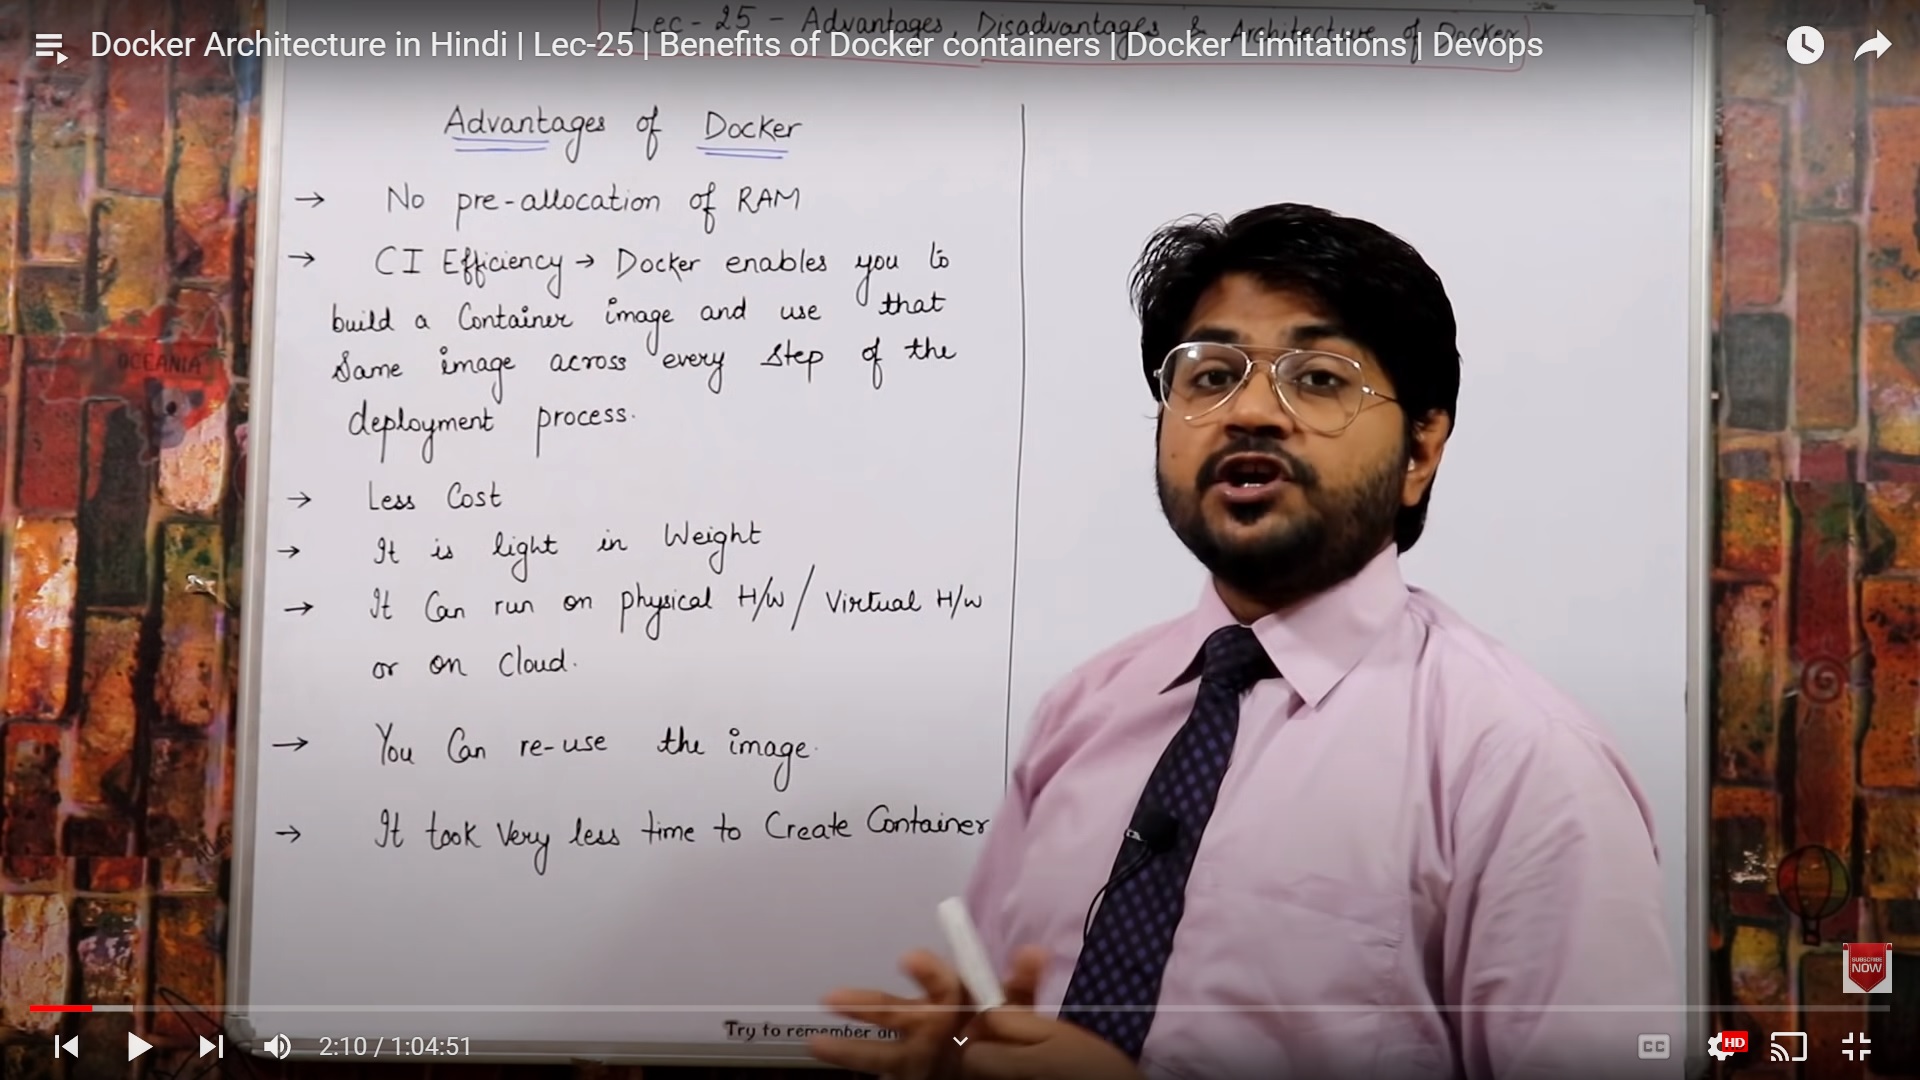 Lec-25 - Advantages, Disadvantages & Architecture of Docker
Docker Architecture in Hindi | Lec-25 | Benefits of Docker containers | Docker Limitations | Devops
Advantages of Docker
→ No pre-allocation of RAM
→ CI Efficiency → Docker enables you to
build a Container image and use that
Same image across every step of the
deployment process.
→ Less Cost
→ It is light in Weight
→ It Can run on physical H/W / Virtual H/W
or on Cloud.
→ You Can re-use the image.
→ It took Very less time to Create Container
OCEANIA
SUBSCRIBE
NOW
Try to remember
2:10 / 1:04:51
CC
HD